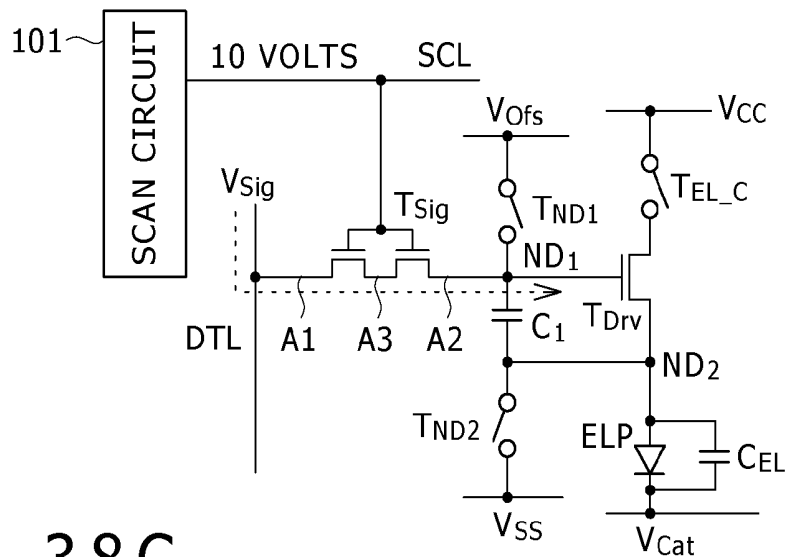 101
SCAN CIRCUIT
10 VOLTS
SCL
VOfs
VCC
VSig
TSig
TND1
TEL_C
ND1
A1
A3
A2
C1
TDrv
DTL
ND2
TND2
ELP
CEL
VSS
VCat
38C